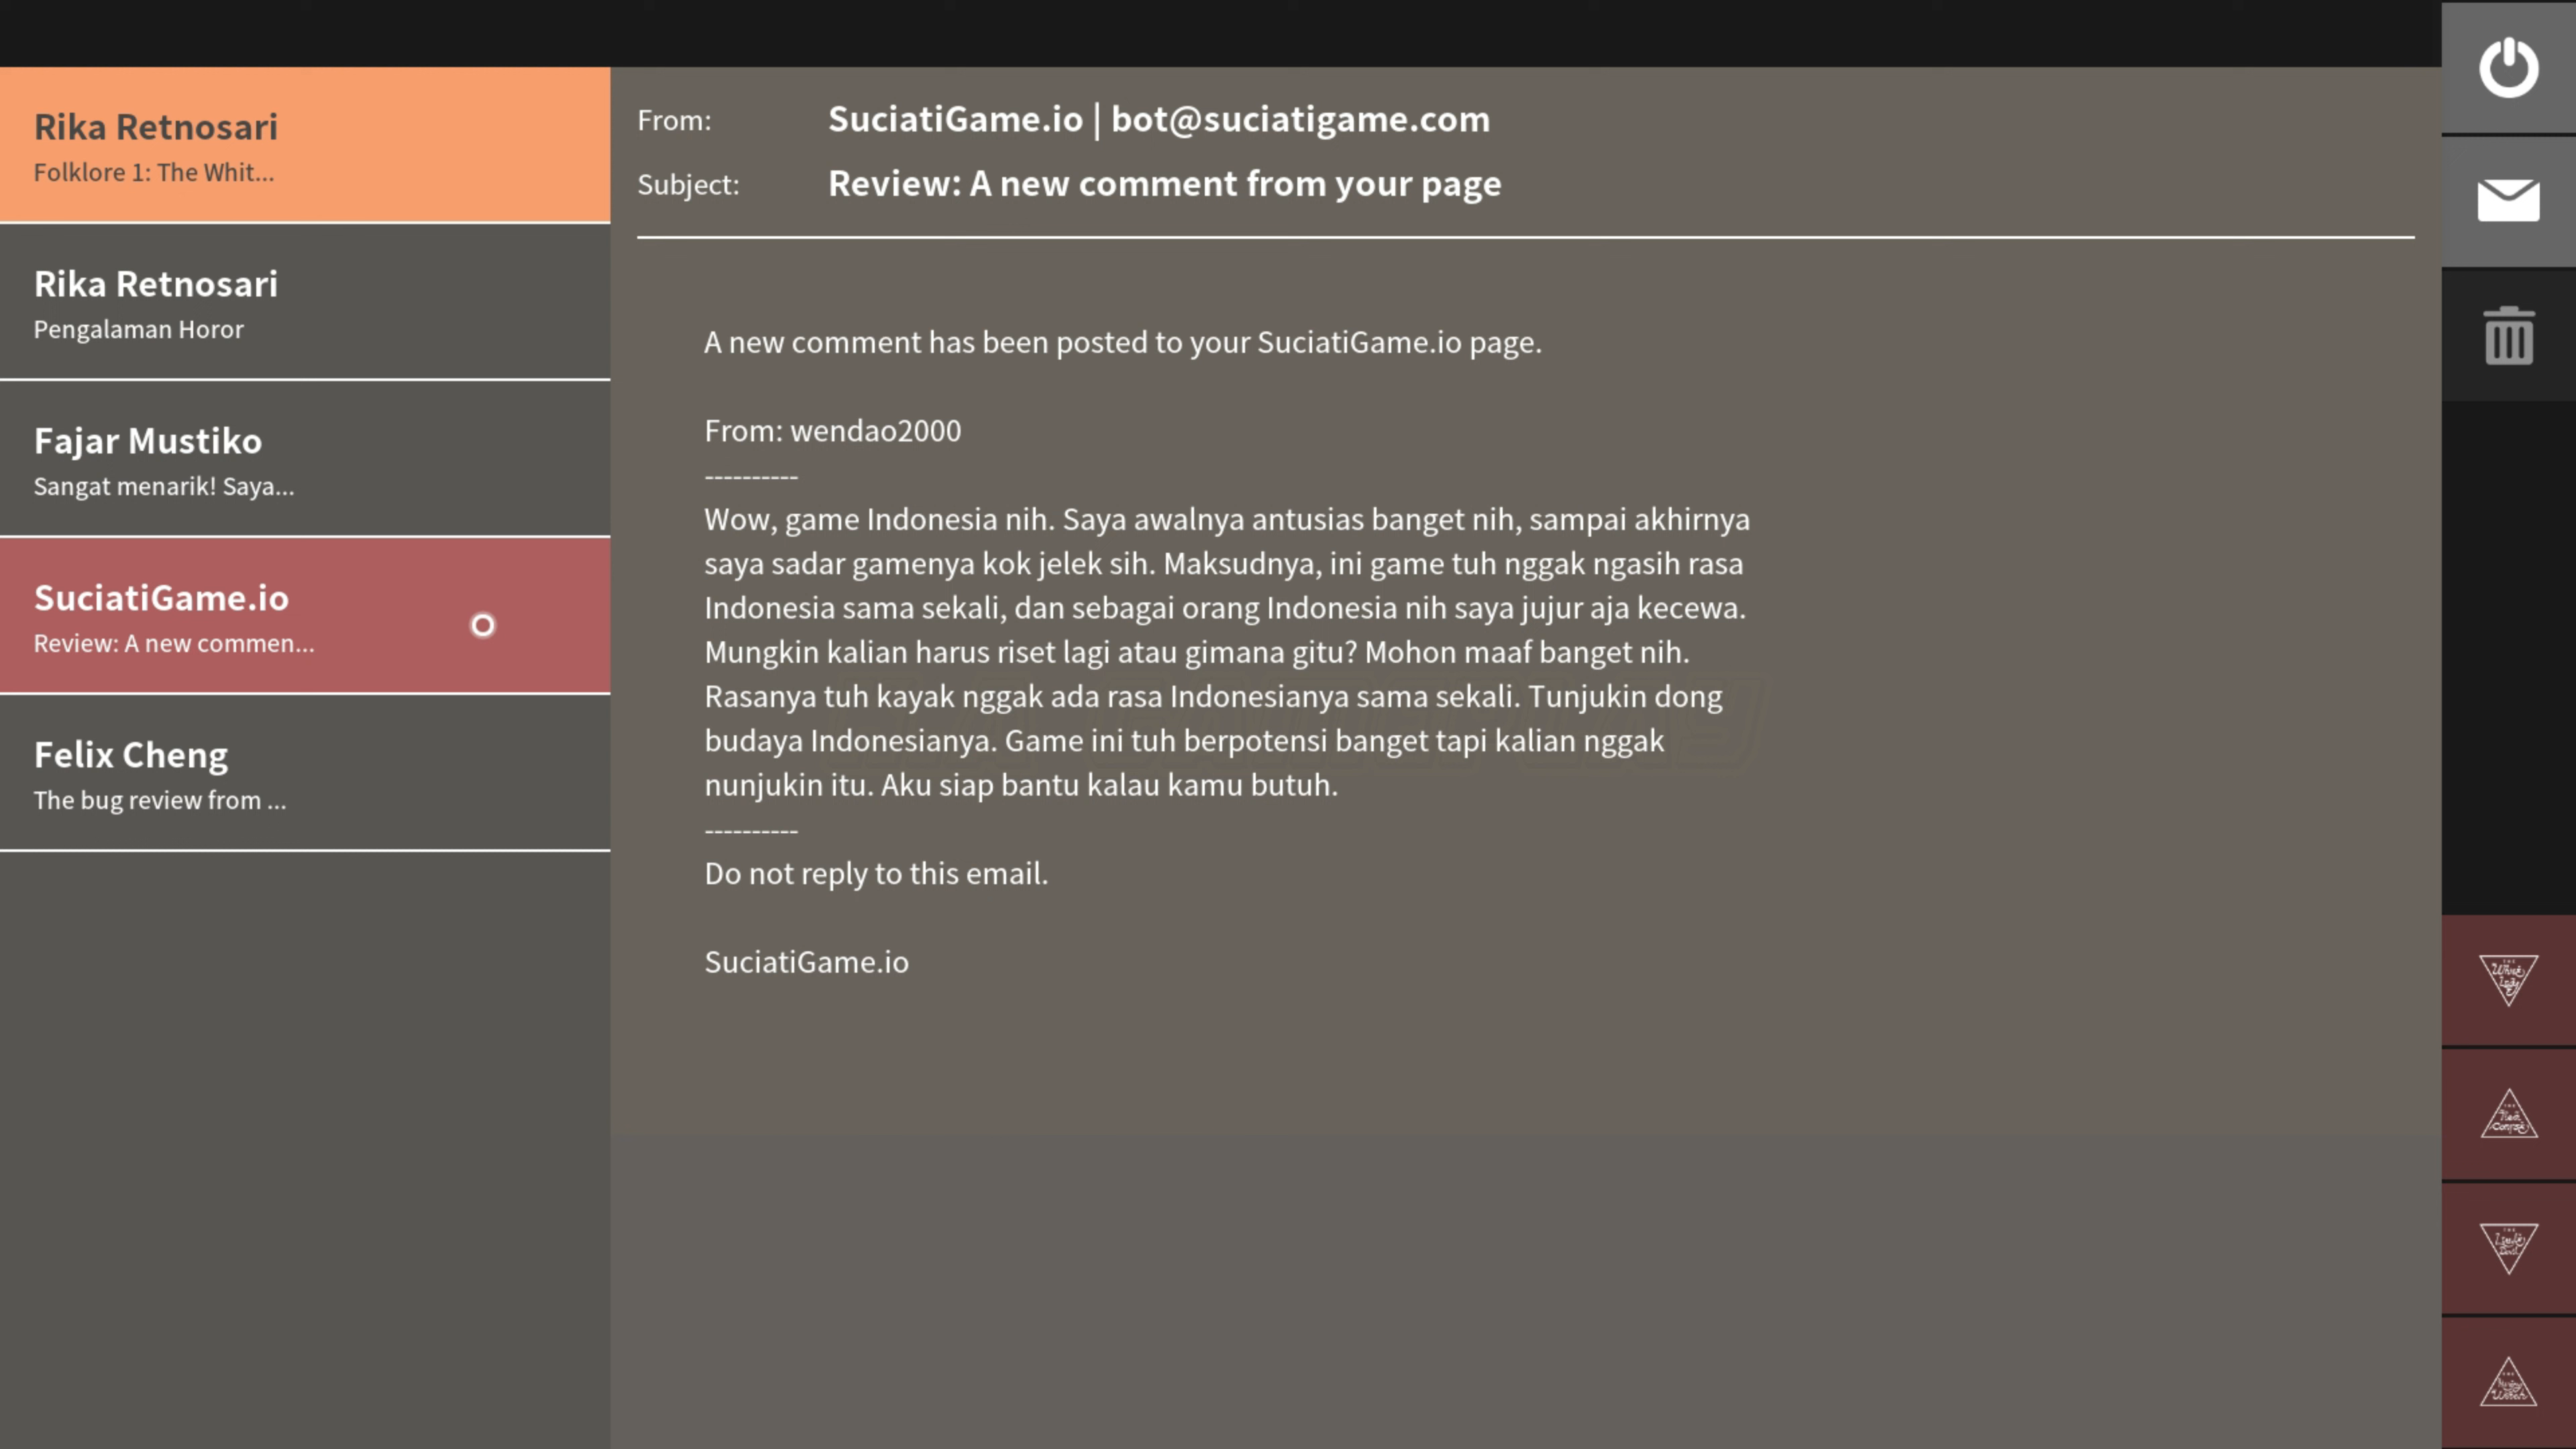 Rika Retnosari
Folklore 1: The Whit...
Rika Retnosari
Pengalaman Horor
Fajar Mustiko
Sangat menarik! Saya...
SuciatiGame.io
Review: A new commen...
Felix Cheng
The bug review from ...
From: SuciatiGame.io | bot@suciatigame.com
Subject: Review: A new comment from your page
A new comment has been posted to your SuciatiGame.io page.
From: wendao2000
----------
Wow, game Indonesia nih. Saya awalnya antusias banget nih, sampai akhirnya
saya sadar gamenya kok jelek sih. Maksudnya, ini game tuh nggak ngasih rasa
Indonesia sama sekali, dan sebagai orang Indonesia nih saya jujur aja kecewa.
Mungkin kalian harus riset lagi atau gimana gitu? Mohon maaf banget nih.
Rasanya tuh kayak nggak ada rasa Indonesianya sama sekali. Tunjukin dong
budaya Indonesianya. Game ini tuh berpotensi banget tapi kalian nggak
nunjukin itu. Aku siap bantu kalau kamu butuh.
----------
Do not reply to this email.
SuciatiGame.io
THE
White
Lady